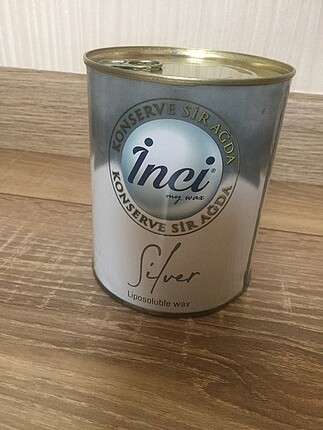 KONSERVE SİR AĞDA
İnci®
my wax
KONSERVE SİR AĞDA
Silver
Liposoluble wax